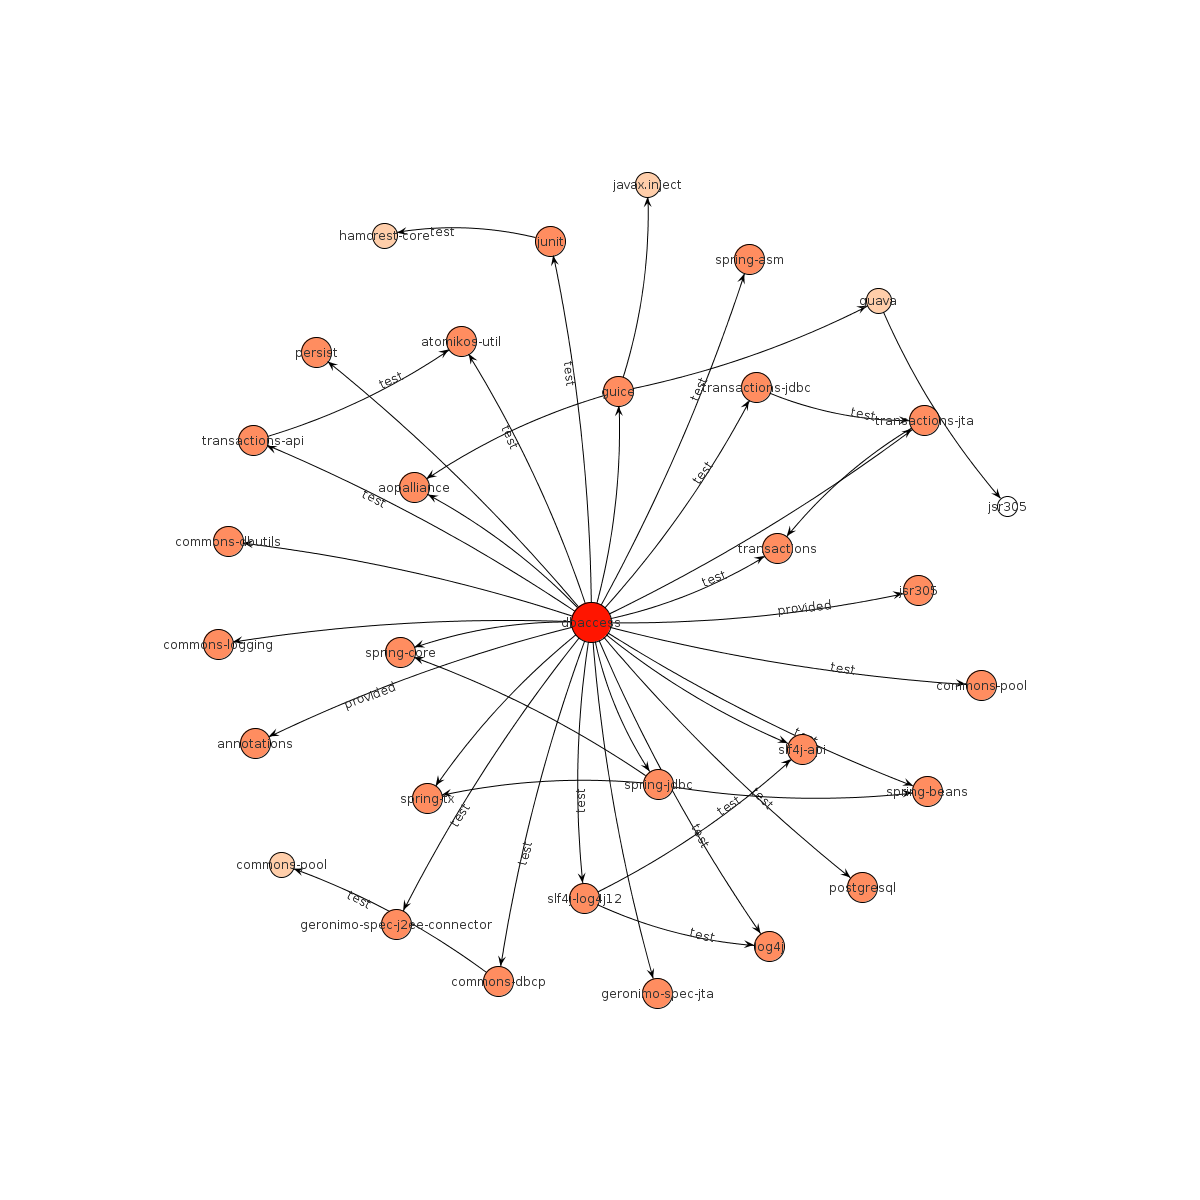 javax.inject
hamcrest-core
test
junit
spring-asm
guava
persist
atomikos-util
test
test
test
guice
test
transactions-jdbc
test
transactions-jta
transactions-api
test
aopalliance
test
jsr305
commons-dbutils
transactions
test
jsr305
provided
dbaccess
commons-logging
spring-core
test
commons-pool
provided
annotations
test
slf4j-api
spring-tx
spring-jdbc
spring-beans
test
test
test
test
test
test
commons-pool
test
postgresql
slf4j-log4j12
geronimo-spec-j2ee-connector
test
log4j
commons-dbcp
geronimo-spec-jta